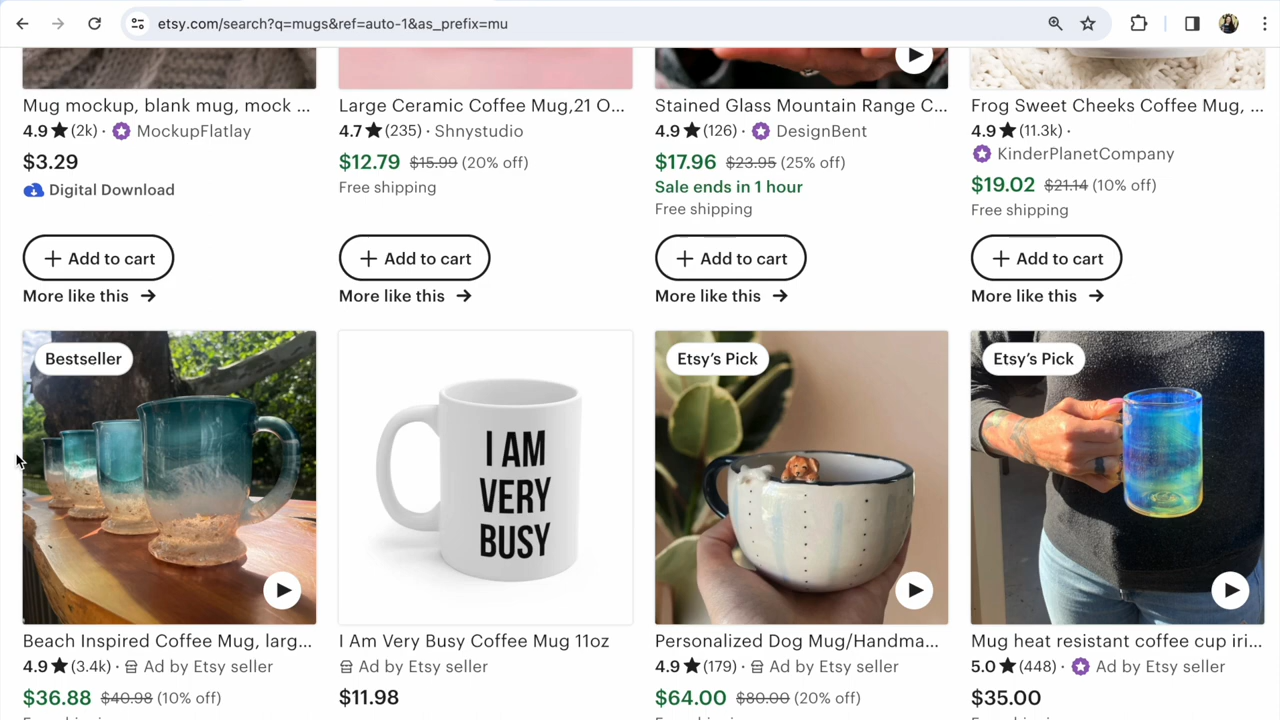 etsy.com/search?q=mugs&ref=auto-1&as_prefix=mu
Mug mockup, blank mug, mock ...
4.9 ★ (2k) · MockupFlatlay
$3.29
Digital Download
+ Add to cart
More like this →
Large Ceramic Coffee Mug,21 O...
4.7 ★ (235) · Shnystudio
$12.79 $15.99 (20% off)
Free shipping
+ Add to cart
More like this →
Stained Glass Mountain Range C...
4.9 ★ (126) · DesignBent
$17.96 $23.95 (25% off)
Sale ends in 1 hour
Free shipping
+ Add to cart
More like this →
Frog Sweet Cheeks Coffee Mug, ...
4.9 ★ (11.3k) ·
KinderPlanetCompany
$19.02 $21.14 (10% off)
Free shipping
+ Add to cart
More like this →
Bestseller
Beach Inspired Coffee Mug, larg...
4.9 ★ (3.4k) · Ad by Etsy seller
$36.88 $40.98 (10% off)
I AM
VERY
BUSY
I Am Very Busy Coffee Mug 11oz
Ad by Etsy seller
$11.98
Etsy's Pick
Personalized Dog Mug/Handma...
4.9 ★ (179) · Ad by Etsy seller
$64.00 $80.00 (20% off)
Etsy's Pick
Mug heat resistant coffee cup iri...
5.0 ★ (448) · Ad by Etsy seller
$35.00